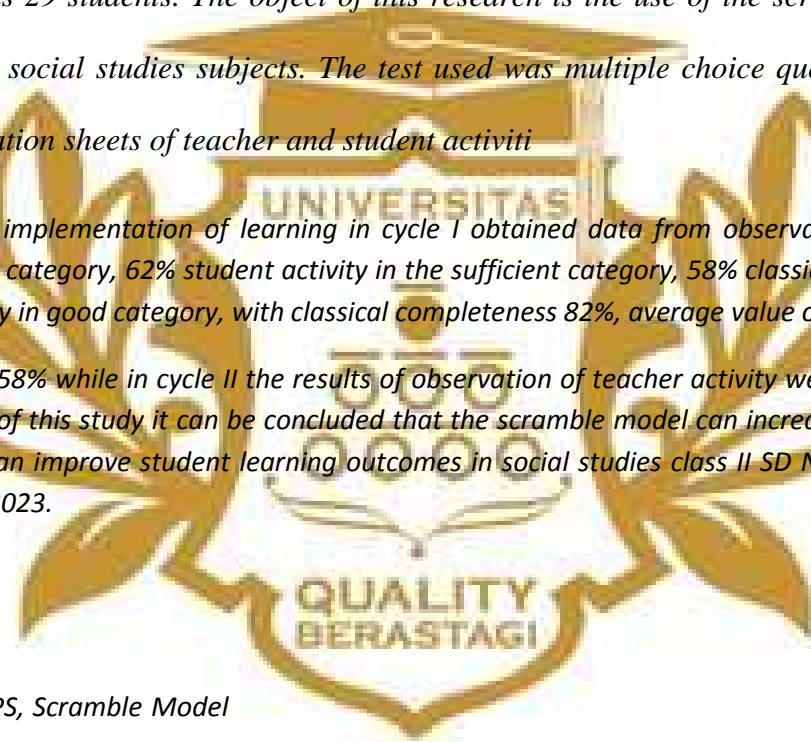 s 29 students. The object of this research is the use of the scr
social studies subjects. The test used was multiple choice qu
ation sheets of teacher and student activiti
UNIVERSITAS
implementation of learning in cycle I obtained data from observa
category, 62% student activity in the sufficient category, 58% classi
y in good category, with classical completeness 82%, average value o
58% while in cycle II the results of observation of teacher activity we
of this study it can be concluded that the scramble model can increa
an improve student learning outcomes in social studies class II SD N
023.
QUALITY
BERASTAGI
PS, Scramble Model